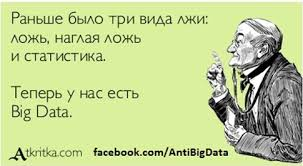 Раньше было три вида лжи:
ложь, наглая ложь
и статистика.
Теперь у нас есть
Big Data.
Atkritka.com facebook.com/AntiBigData